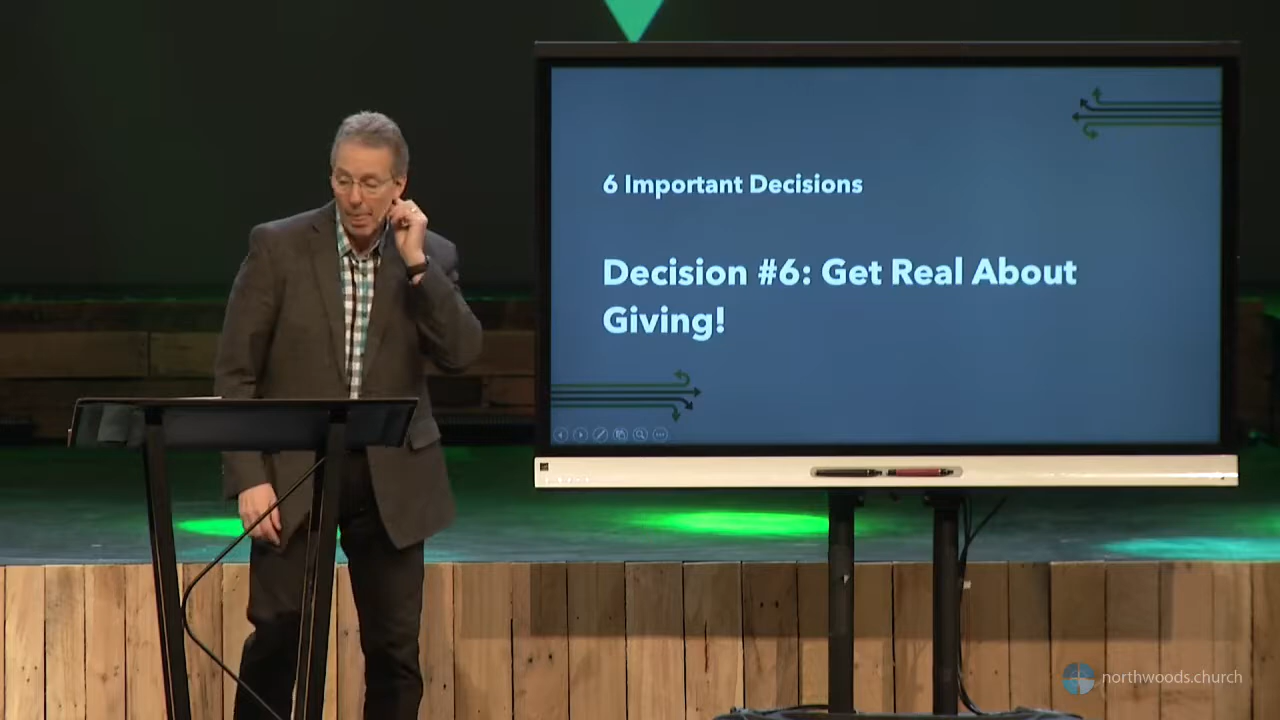 6 Important Decisions
Decision #6: Get Real About
Giving!
northwoods.church